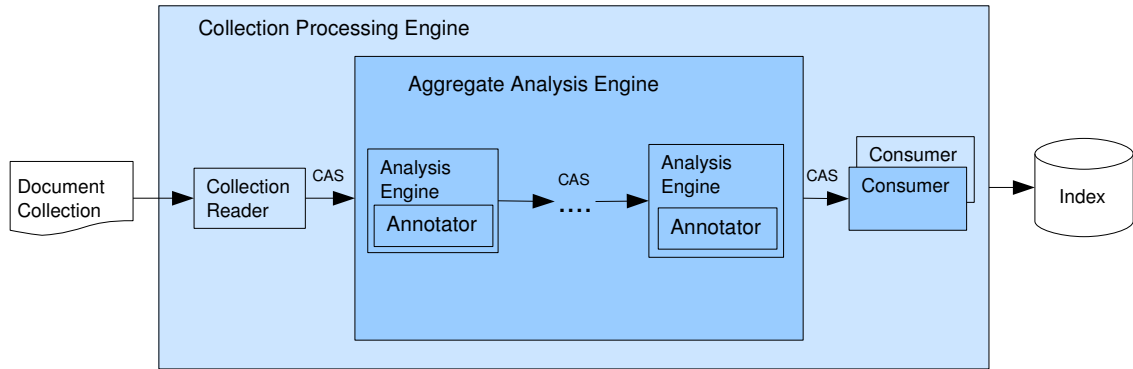 Collection Processing Engine
Aggregate Analysis Engine
Document
Collection
Collection
Reader
CAS
Analysis
Engine
Annotator
CAS
....
Analysis
Engine
Annotator
CAS
Consumer
Consumer
Index